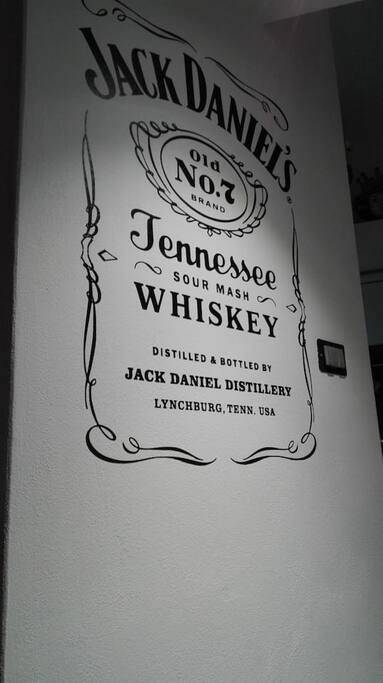 JACK DANIEL'S
®
Old
No.7
BRAND
Tennessee
SOUR MASH
WHISKEY
DISTILLED & BOTTLED BY
JACK DANIEL DISTILLERY
LYNCHBURG, TENN. USA